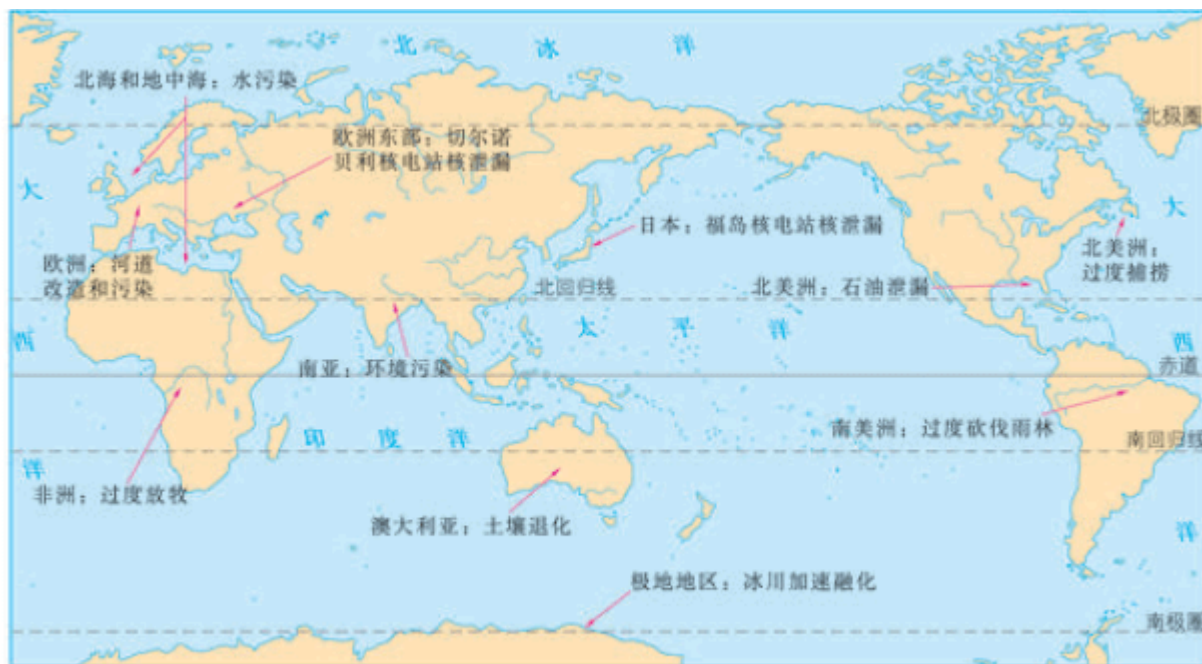 北 冰 洋
北海和地中海：水污染
北极圈
欧洲东部：切尔诺
贝利核电站核泄漏
大
大
日本：福岛核电站核泄漏
北美洲：
过度捕捞
欧洲：河道
改造和污染
北美洲：石油泄漏
北回归线
太 平 洋
西
西
南亚：环境污染
赤道
南美洲：过度砍伐雨林
印 度 洋
南回归线
洋
非洲：过度放牧
澳大利亚：土壤退化
洋
极地地区：冰川加速融化
南极圈